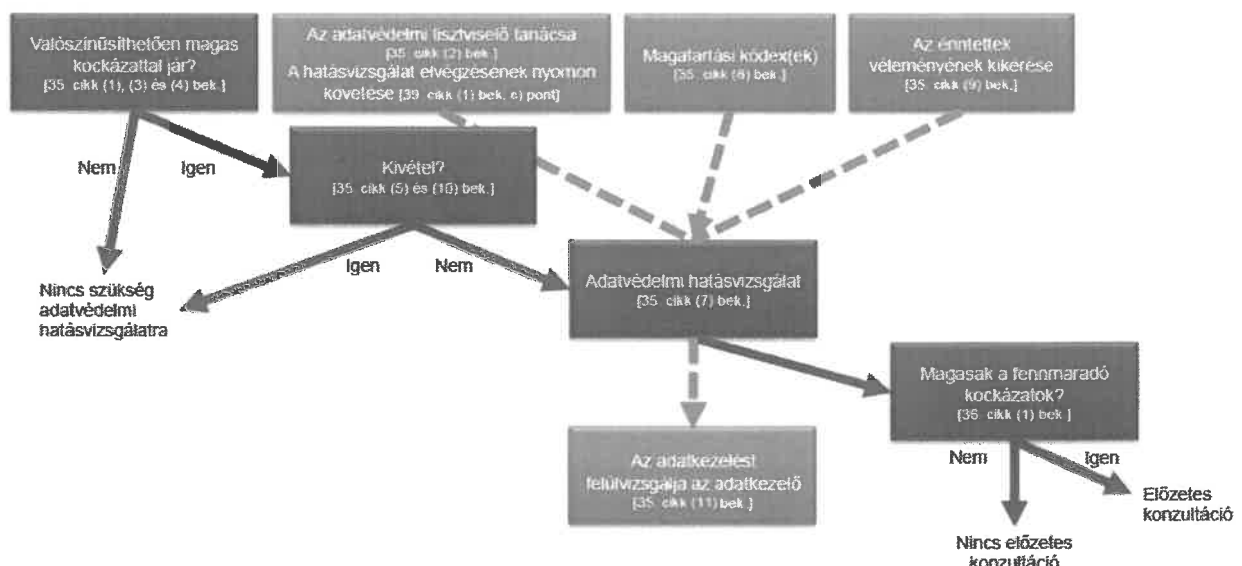 Valószínűsíthetően magas
kockázattal jár?
[35. cikk (1), (3) és (4) bek.]
Az adatvédelmi tisztviselő tanácsa
[35. cikk (2) bek.]
A hatásvizsgálat elvégzésének nyomon
követése [39. cikk (1) bek. c) pont]
Magatartási kódex(ek)
[35. cikk (8) bek.]
Az érintettek
véleményének kikérése
[35. cikk (9) bek.]
Nem
Igen
Kivétel?
[35. cikk (5) és (10) bek.]
Igen
Nem
Nincs szükség
adatvédelmi
hatásvizsgálatra
Adatvédelmi hatásvizsgálat
[35. cikk (7) bek.]
Magasak a fennmaradó
kockázatok?
[36. cikk (1) bek.]
Az adatkezelést
felülvizsgálja az adatkezelő
[35. cikk (11) bek.]
Nem
Igen
Előzetes
konzultáció
Nincs előzetes
konzultáció